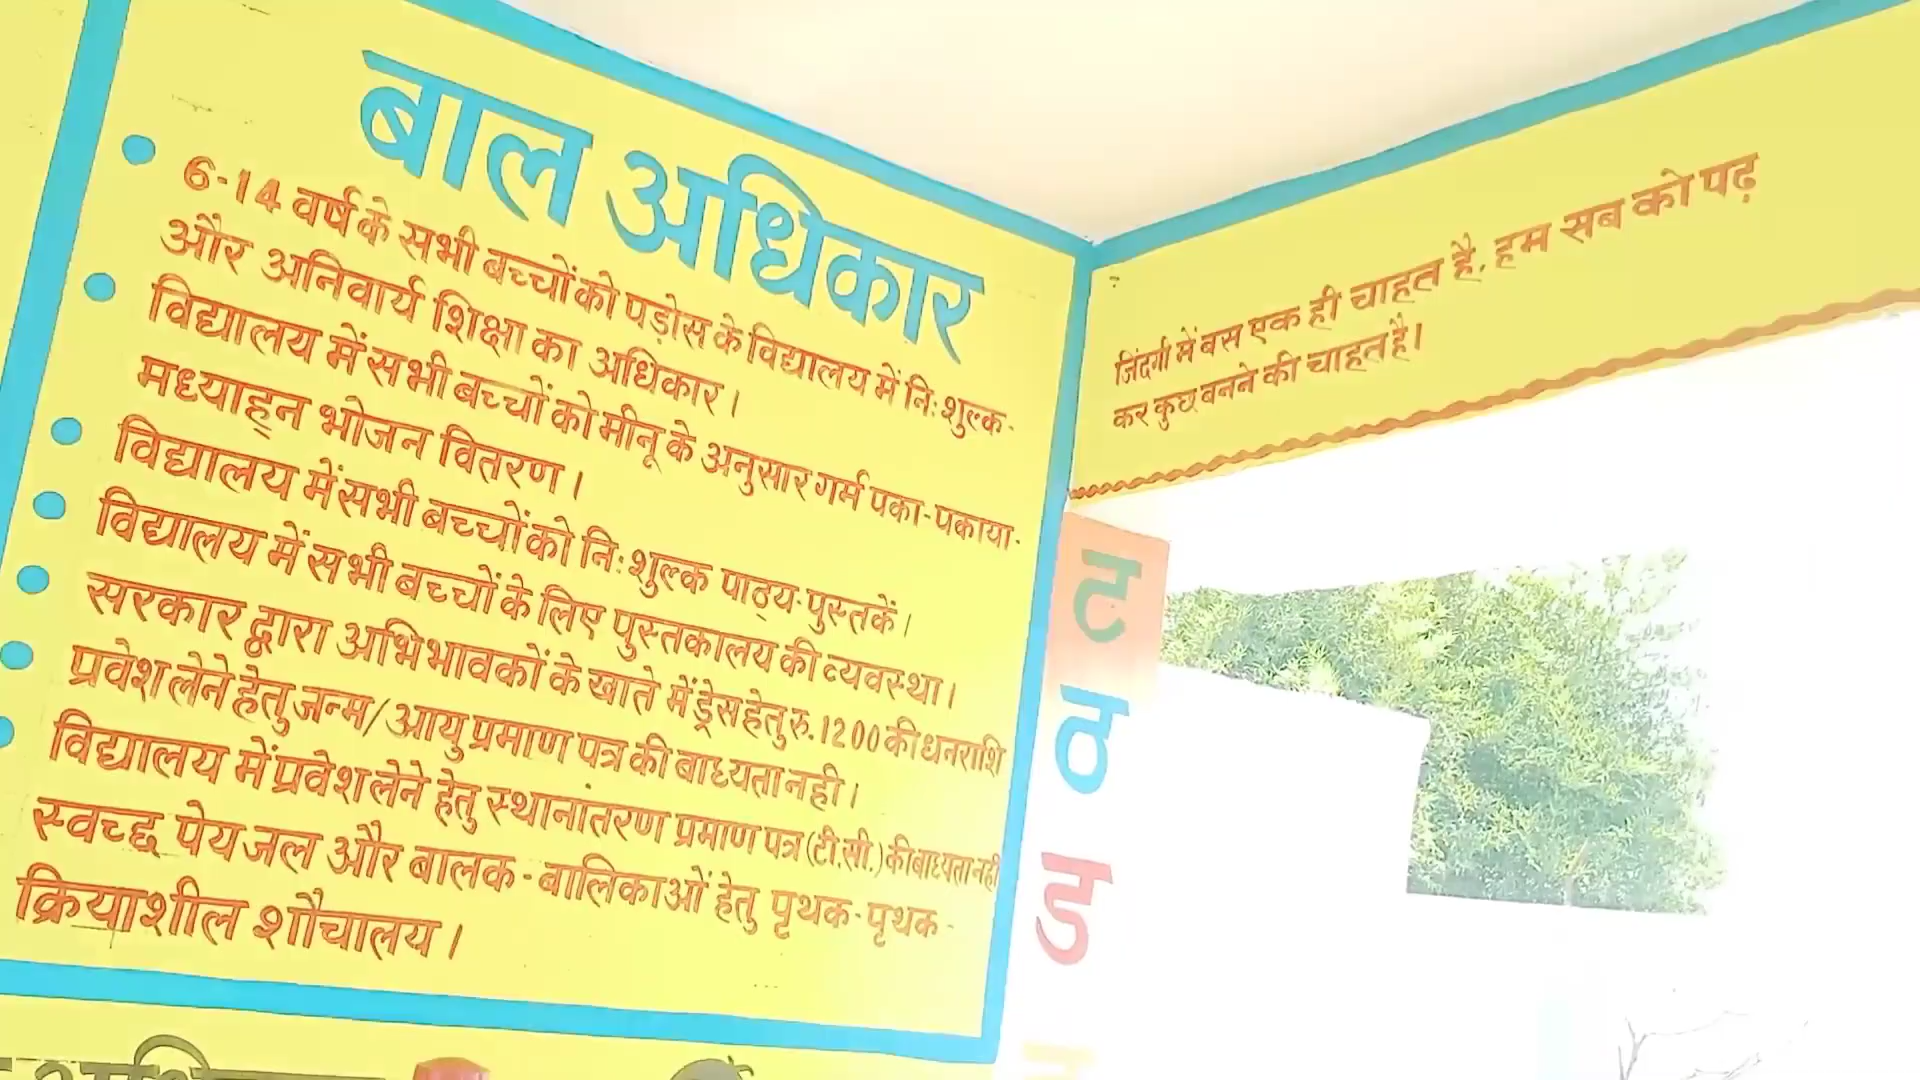 बाल अधिकार
6-14 वर्ष के सभी बच्चों को पड़ोस के विद्यालय में निःशुल्क-
और अनिवार्य शिक्षा का अधिकार।
विद्यालय में सभी बच्चों को मीनू के अनुसार गर्म पका-पकाया-
मध्याह्न भोजन वितरण।
विद्यालय में सभी बच्चों को निःशुल्क पाठ्य-पुस्तकें।
विद्यालय में सभी बच्चों के लिए पुस्तकालय की व्यवस्था।
सरकार द्वारा अभिभावकों के खाते में ड्रेस हेतु रु. 1200 की धनराशि
प्रवेश लेने हेतु जन्म/आयु प्रमाण पत्र की बाध्यता नही।
विद्यालय में प्रवेश लेने हेतु स्थानांतरण प्रमाण पत्र (टी.सी.) की बाध्यता नही
स्वच्छ पेयजल और बालक-बालिकाओं हेतु पृथक-पृथक-
क्रियाशील शौचालय।
जिंदगी में बस एक ही चाहत है, हम सब को पढ़
कर कुछ बनने की चाहत है।
ट
ठ
ड